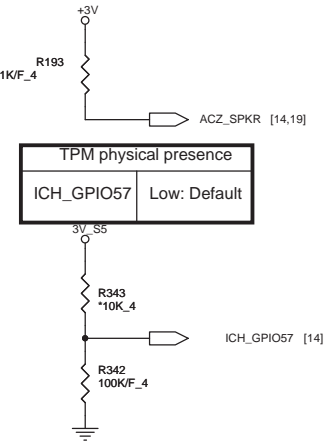 +3V
R193
1K/F_4
ACZ_SPKR [14,19]
TPM physical presence
ICH_GPIO57 Low: Default
3V_S5
R343
*10K_4
ICH_GPIO57 [14]
R342
100K/F_4